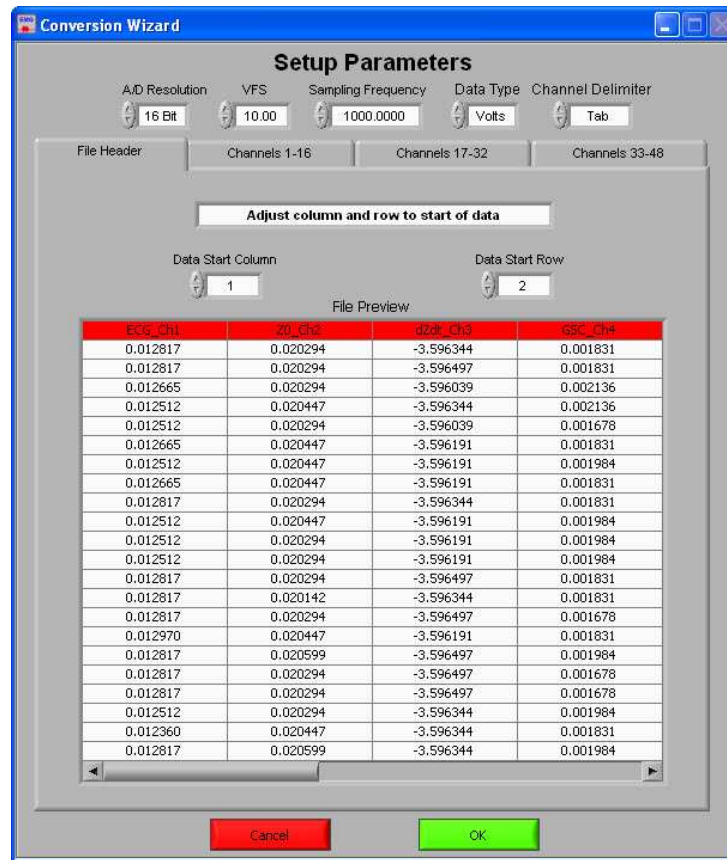 EMG
Conversion Wizard
Setup Parameters
A/D Resolution VFS Sampling Frequency Data Type Channel Delimiter
16 Bit 10.00 1000.0000 Volts Tab
File Header Channels 1-16 Channels 17-32 Channels 33-48
Adjust column and row to start of data
Data Start Column Data Start Row
1 2
File Preview
ECG_Ch1 Z0_Ch2 dZdt_Ch3 GSC_Ch4
0.012817 0.020294 -3.596344 0.001831
0.012817 0.020294 -3.596497 0.001831
0.012665 0.020294 -3.596039 0.002136
0.012512 0.020447 -3.596344 0.002136
0.012512 0.020294 -3.596039 0.001678
0.012665 0.020447 -3.596191 0.001831
0.012512 0.020447 -3.596191 0.001984
0.012665 0.020447 -3.596191 0.001831
0.012817 0.020294 -3.596344 0.001831
0.012512 0.020447 -3.596191 0.001984
0.012512 0.020294 -3.596191 0.001984
0.012512 0.020294 -3.596191 0.001984
0.012817 0.020294 -3.596497 0.001831
0.012817 0.020142 -3.596344 0.001831
0.012817 0.020294 -3.596497 0.001678
0.012970 0.020447 -3.596191 0.001831
0.012817 0.020599 -3.596497 0.001984
0.012817 0.020294 -3.596497 0.001678
0.012817 0.020294 -3.596497 0.001678
0.012512 0.020294 -3.596344 0.001984
0.012360 0.020447 -3.596344 0.001831
0.012817 0.020599 -3.596344 0.001984
Cancel OK